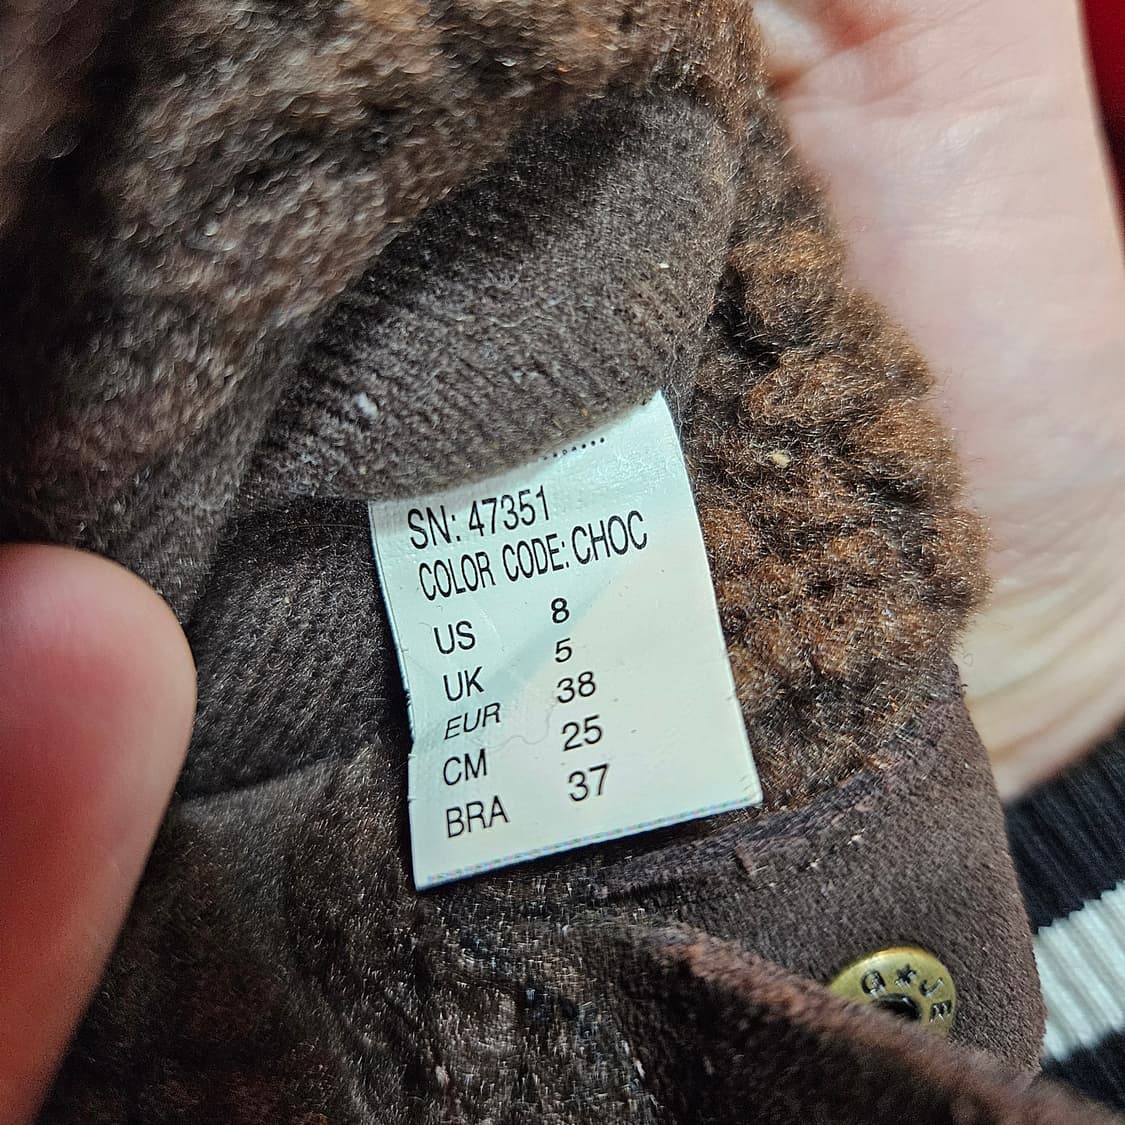 SN: 47351
COLOR CODE: CHOC
US 8
UK 5
EUR 38
CM 25
BRA 37